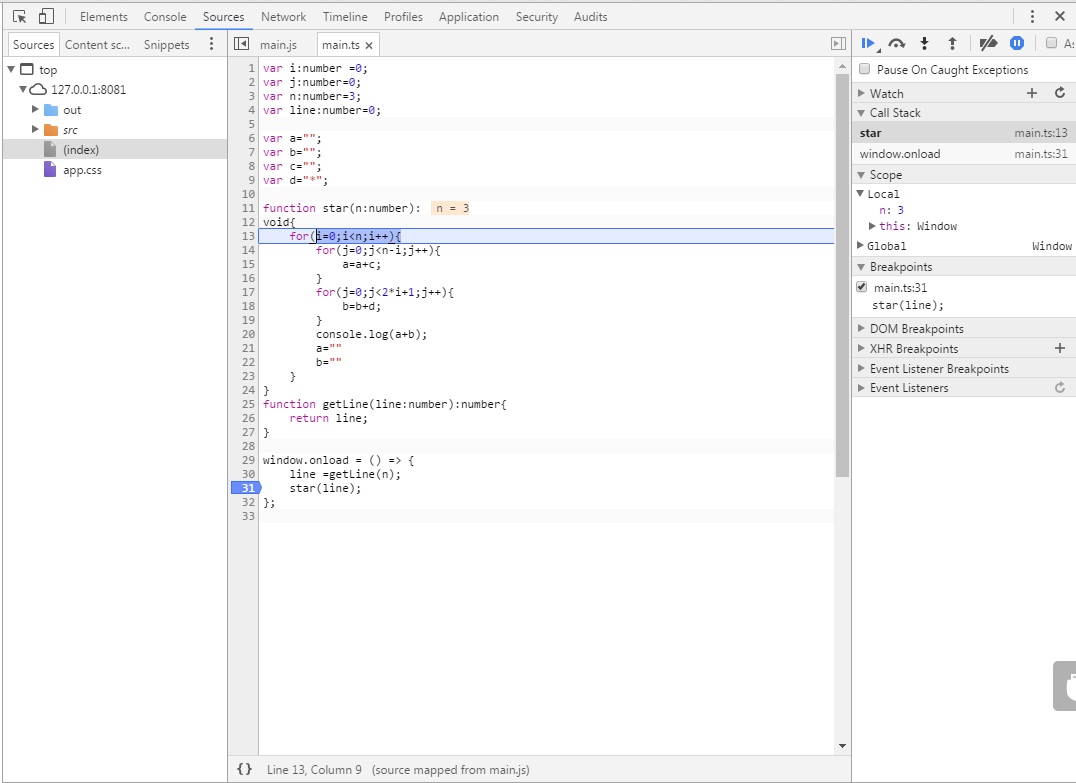 Elements Console Sources Network Timeline Profiles Application Security Audits
Sources Content sc... Snippets
top
127.0.0.1:8081
out
src
(index)
app.css
main.js main.ts
1 var i:number =0;
2 var j:number=0;
3 var n:number=3;
4 var line:number=0;
5
6 var a="";
7 var b="";
8 var c="";
9 var d="*";
10
11 function star(n:number): n = 3
12 void{
13 for(i=0;i<n;i++){
14 for(j=0;j<n-i;j++){
15 a=a+c;
16 }
17 for(j=0;j<2*i+1;j++){
18 b=b+d;
19 }
20 console.log(a+b);
21 a=""
22 b=""
23 }
24 }
25 function getLine(line:number):number{
26 return line;
27 }
28
29 window.onload = () => {
30 line =getLine(n);
31 star(line);
32 };
33
{} Line 13, Column 9 (source mapped from main.js)
As
Pause On Caught Exceptions
Watch
Call Stack
star main.ts:13
window.onload main.ts:31
Scope
Local
n: 3
this: Window
Global Window
Breakpoints
main.ts:31
star(line);
DOM Breakpoints
XHR Breakpoints
Event Listener Breakpoints
Event Listeners